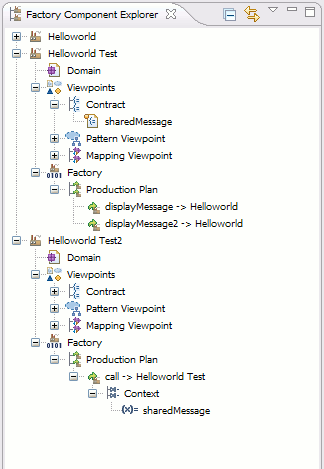 Factory Component Explorer
Helloworld
Helloworld Test
Domain
Viewpoints
Contract
sharedMessage
Pattern Viewpoint
Mapping Viewpoint
Factory
Production Plan
displayMessage -> Helloworld
displayMessage2 -> Helloworld
Helloworld Test2
Domain
Viewpoints
Contract
Pattern Viewpoint
Mapping Viewpoint
Factory
Production Plan
call -> Helloworld Test
Context
(x)= sharedMessage